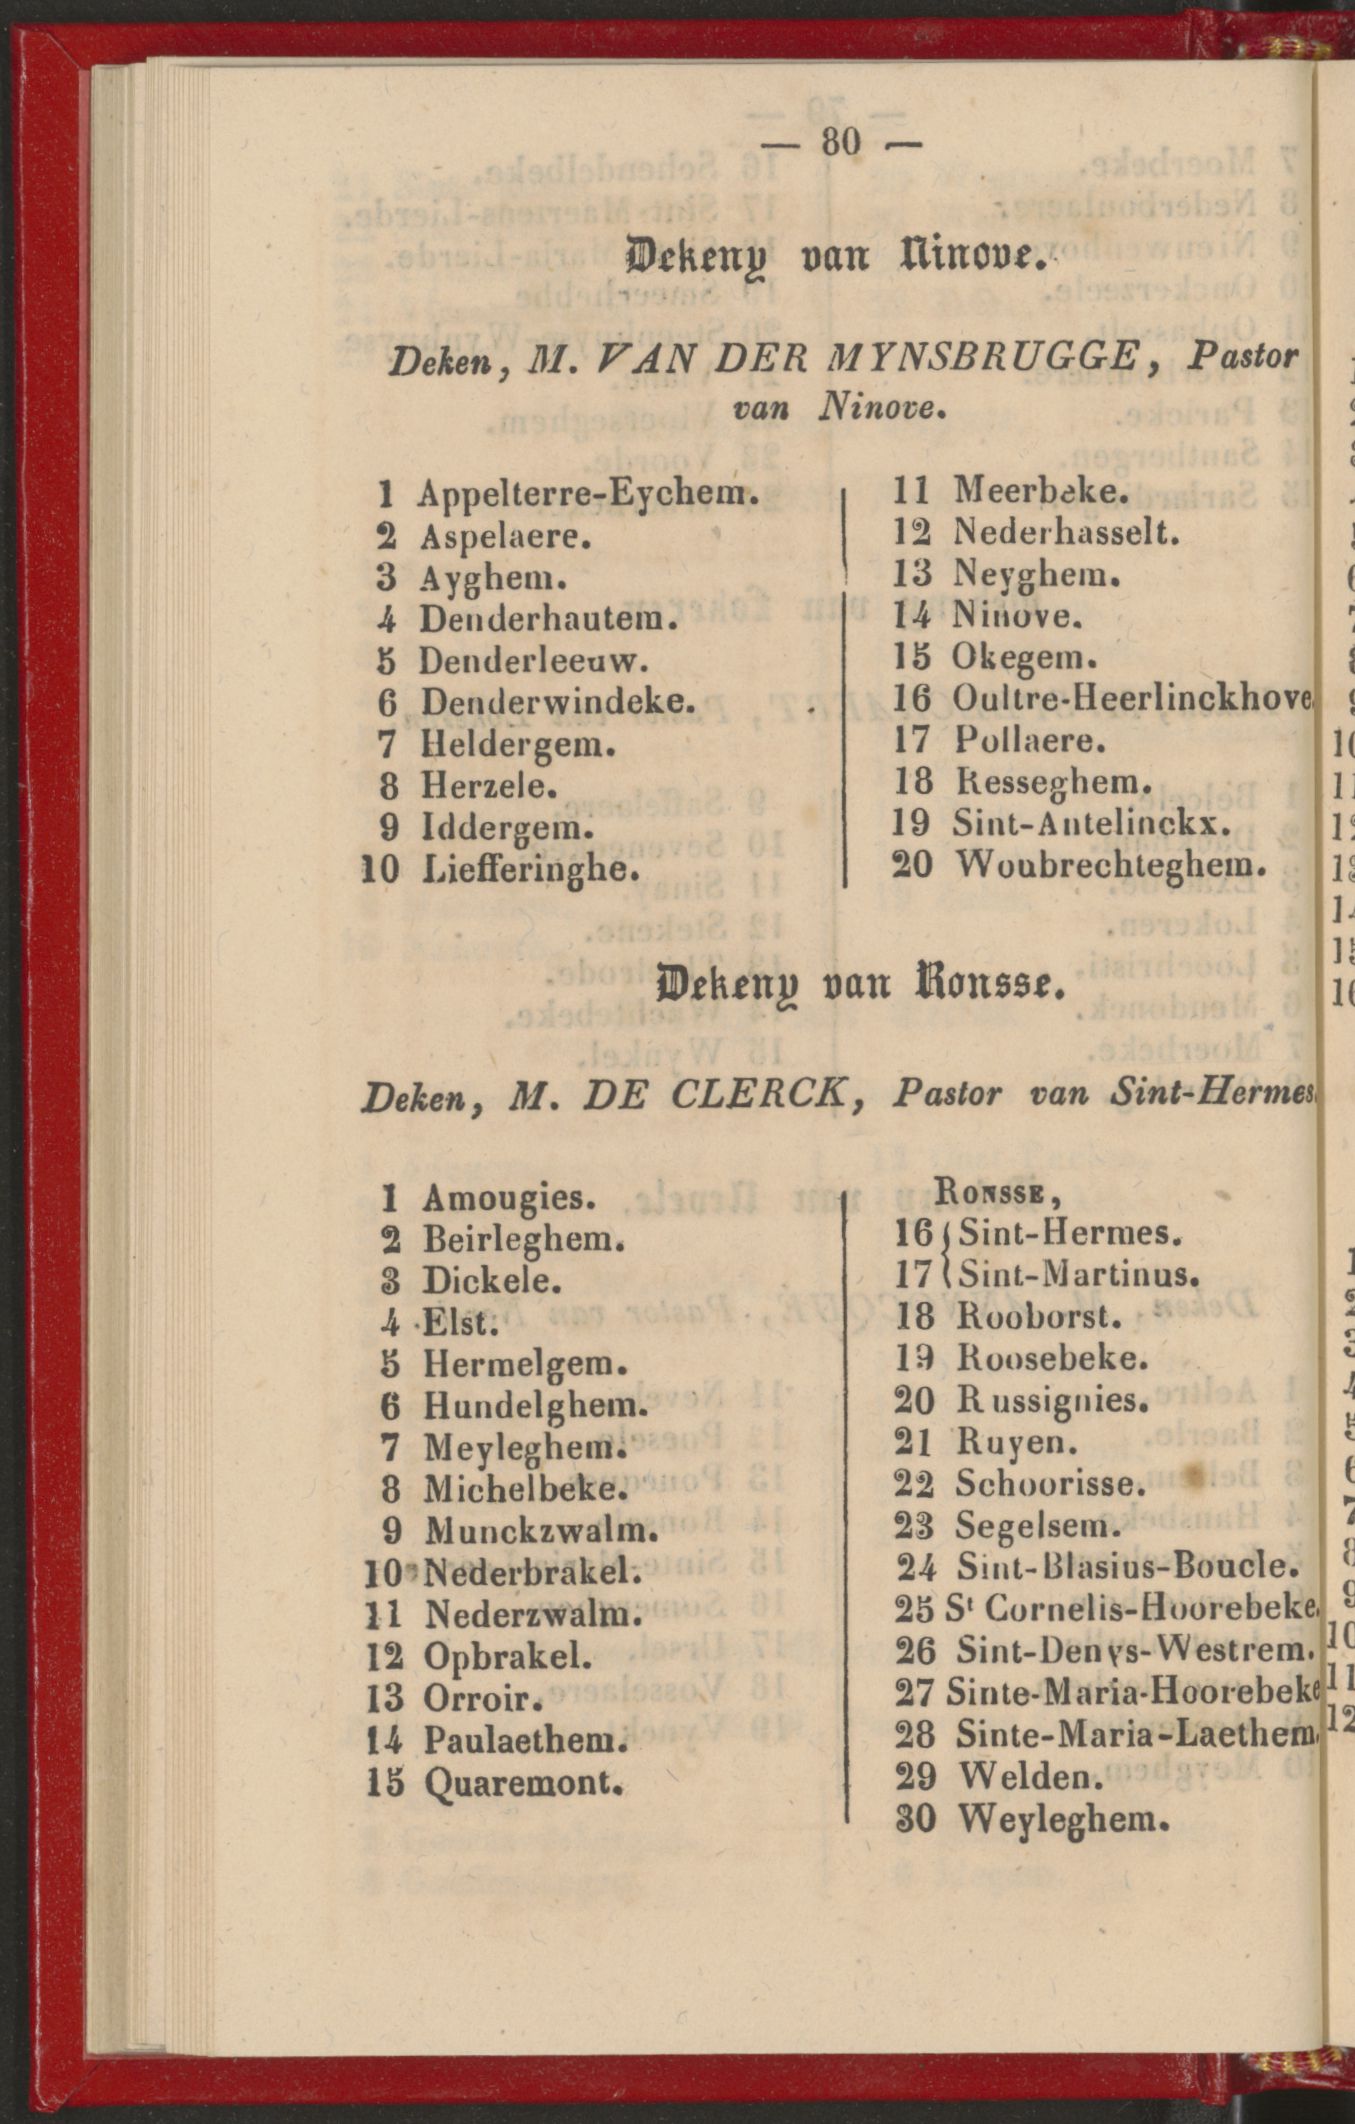 — 80 —
Dekeny van Ninove.
Deken, M. VAN DER MYNSBRUGGE, Pastor
van Ninove.
1 Appelterre-Eychem.
2 Aspelaere.
3 Ayghem.
4 Denderhautem.
5 Denderleeuw.
6 Denderwindeke.
7 Heldergem.
8 Herzele.
9 Iddergem.
10 Liefferinghe.
11 Meerbeke.
12 Nederhasselt.
13 Neyghem.
14 Ninove.
15 Okegem.
16 Oultre-Heerlinckhove.
17 Pollaere.
18 Resseghem.
19 Sint-Antelinckx.
20 Woubrechteghem.
Dekeny van Ronsse.
Deken, M. DE CLERCK, Pastor van Sint-Hermes.
1 Amougies.
2 Beirleghem.
3 Dickele.
4 Elst.
5 Hermelgem.
6 Hundelghem.
7 Meyleghem.
8 Michelbeke.
9 Munckzwalm.
10 Nederbrakel.
11 Nederzwalm.
12 Opbrakel.
13 Orroir.
14 Paulaethem.
15 Quaremont.
RONSSE,
16 { Sint-Hermes.
17 { Sint-Martinus.
18 Rooborst.
19 Roosebeke.
20 Russignies.
21 Ruyen.
22 Schoorisse.
23 Segelsem.
24 Sint-Blasius-Boucle.
25 St Cornelis-Hoorebeke.
26 Sint-Denys-Westrem.
27 Sinte-Maria-Hoorebeke
28 Sinte-Maria-Laethem.
29 Welden.
30 Weyleghem.